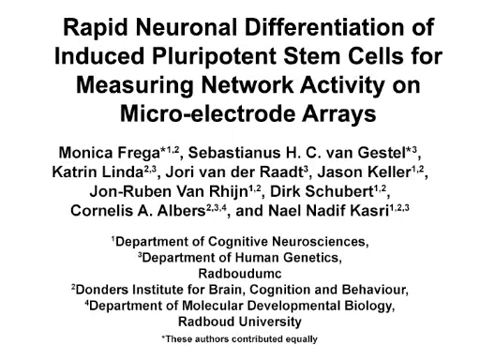 Rapid Neuronal Differentiation of
Induced Pluripotent Stem Cells for
Measuring Network Activity on
Micro-electrode Arrays
Monica Frega*1,2, Sebastianus H. C. van Gestel*3,
Katrin Linda2,3, Jori van der Raadt3, Jason Keller1,2,
Jon-Ruben Van Rhijn1,2, Dirk Schubert1,2,
Cornelis A. Albers2,3,4, and Nael Nadif Kasri1,2,3
1Department of Cognitive Neurosciences,
3Department of Human Genetics,
Radboudumc
2Donders Institute for Brain, Cognition and Behaviour,
4Department of Molecular Developmental Biology,
Radboud University
*These authors contributed equally